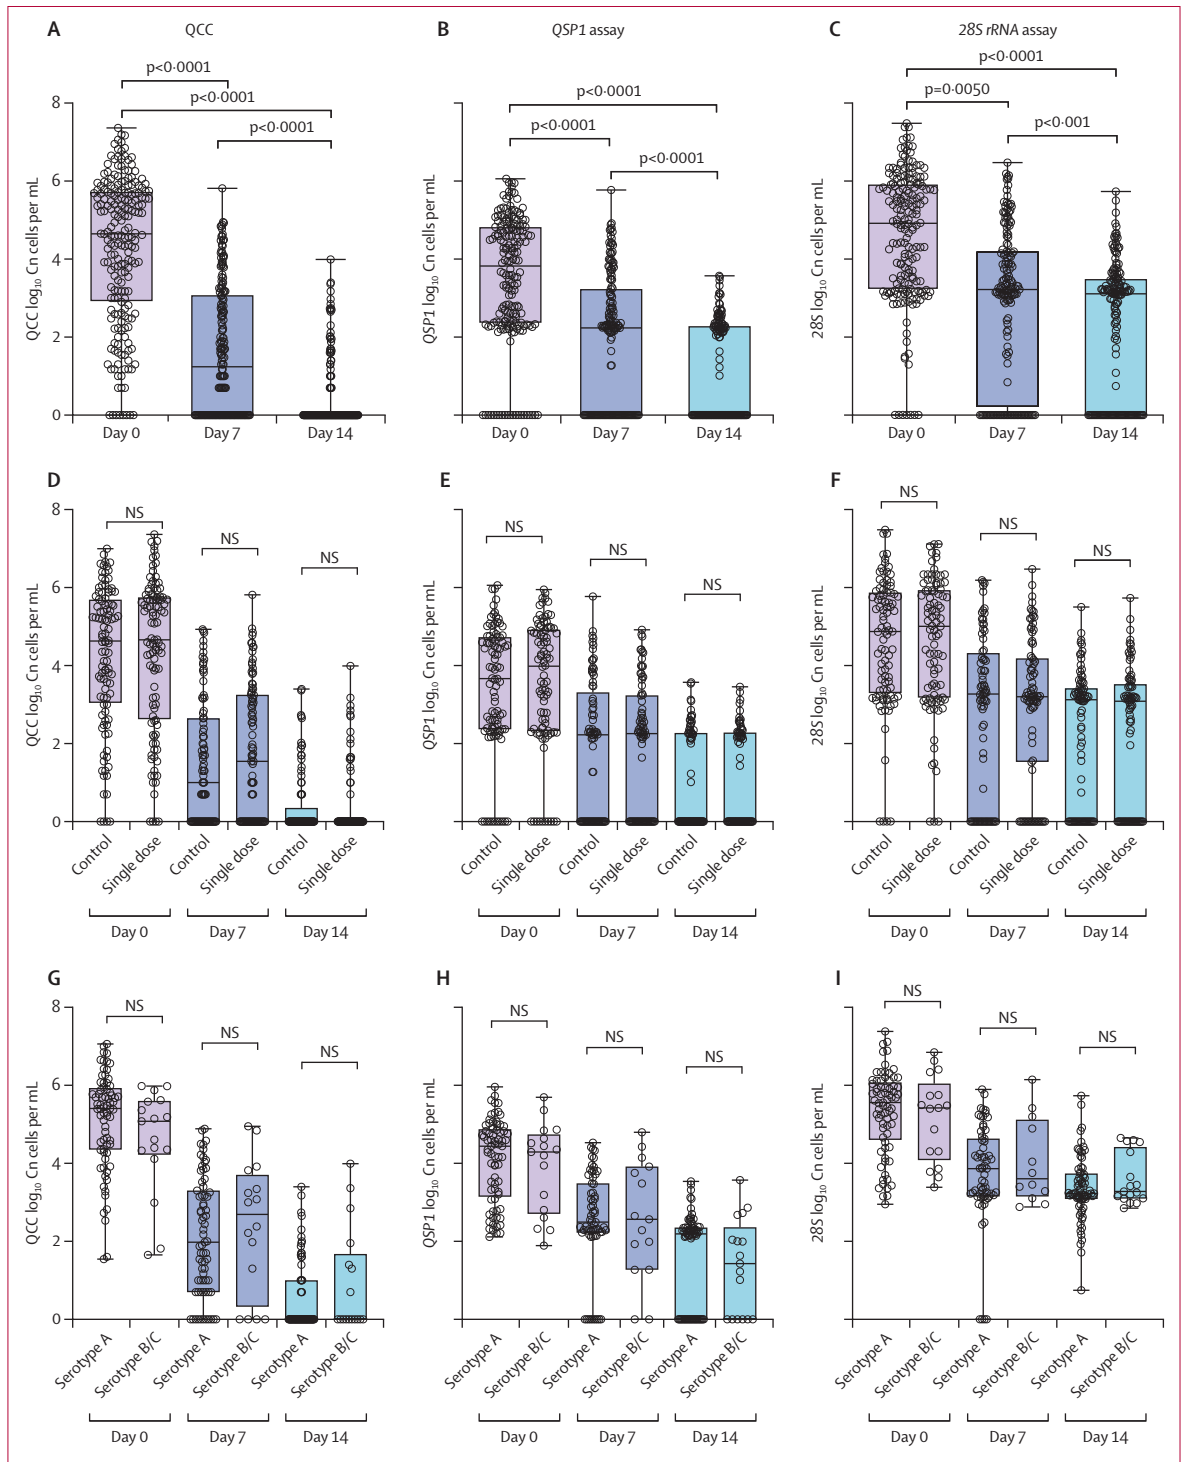 A QCC
p<0·0001
p<0·0001
p<0·0001
QCC log10 Cn cells per mL
8
6
4
2
0
Day 0 Day 7 Day 14
B QSP1 assay
p<0·0001
p<0·0001
p<0·0001
QSP1 log10 Cn cells per mL
Day 0 Day 7 Day 14
C 28S rRNA assay
p<0·0001
p=0·0050
p<0·001
28S log10 Cn cells per mL
Day 0 Day 7 Day 14
D
NS NS NS
QCC log10 Cn cells per mL
8
6
4
2
0
Control Single dose Control Single dose Control Single dose
Day 0 Day 7 Day 14
E
NS NS NS
QSP1 log10 Cn cells per mL
Control Single dose Control Single dose Control Single dose
Day 0 Day 7 Day 14
F
NS NS NS
28S log10 Cn cells per mL
Control Single dose Control Single dose Control Single dose
Day 0 Day 7 Day 14
G
NS NS NS
QCC log10 Cn cells per mL
8
6
4
2
0
Serotype A Serotype B/C Serotype A Serotype B/C Serotype A Serotype B/C
Day 0 Day 7 Day 14
H
NS NS NS
QSP1 log10 Cn cells per mL
Serotype A Serotype B/C Serotype A Serotype B/C Serotype A Serotype B/C
Day 0 Day 7 Day 14
I
NS NS NS
28S log10 Cn cells per mL
Serotype A Serotype B/C Serotype A Serotype B/C Serotype A Serotype B/C
Day 0 Day 7 Day 14